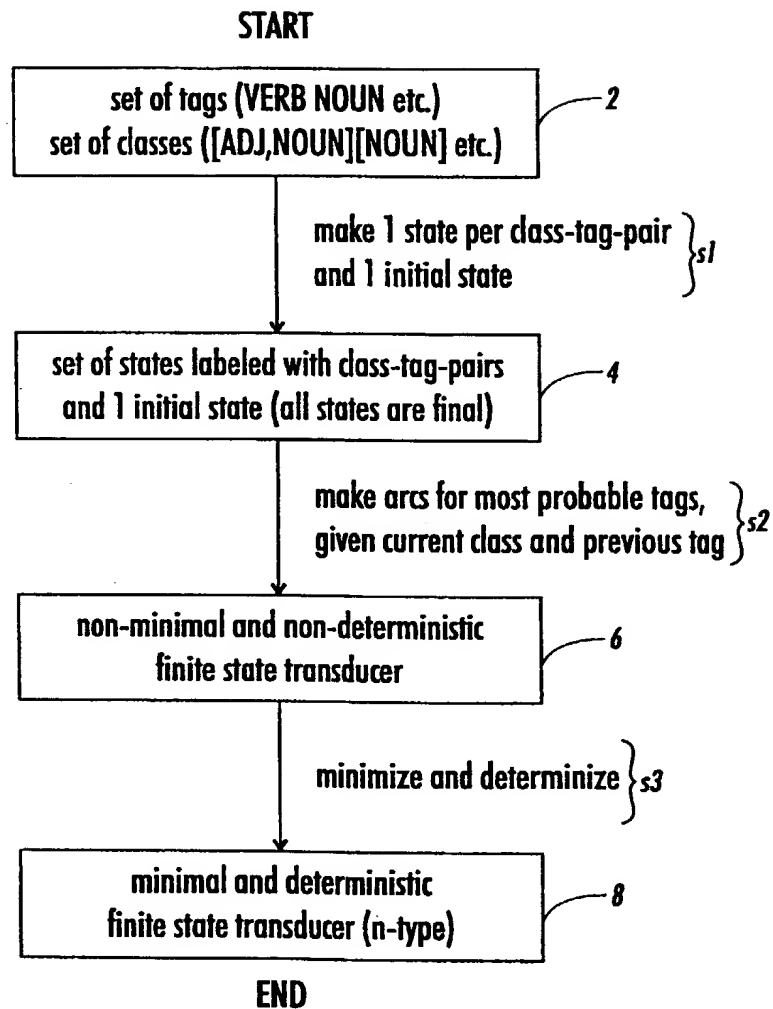 START
set of tags (VERB NOUN etc.)
set of classes ([ADJ,NOUN][NOUN] etc.)
2
make 1 state per class-tag-pair
and 1 initial state
s1
set of states labeled with class-tag-pairs
and 1 initial state (all states are final)
4
make arcs for most probable tags,
given current class and previous tag
s2
non-minimal and non-deterministic
finite state transducer
6
minimize and determinize
s3
minimal and deterministic
finite state transducer (n-type)
8
END